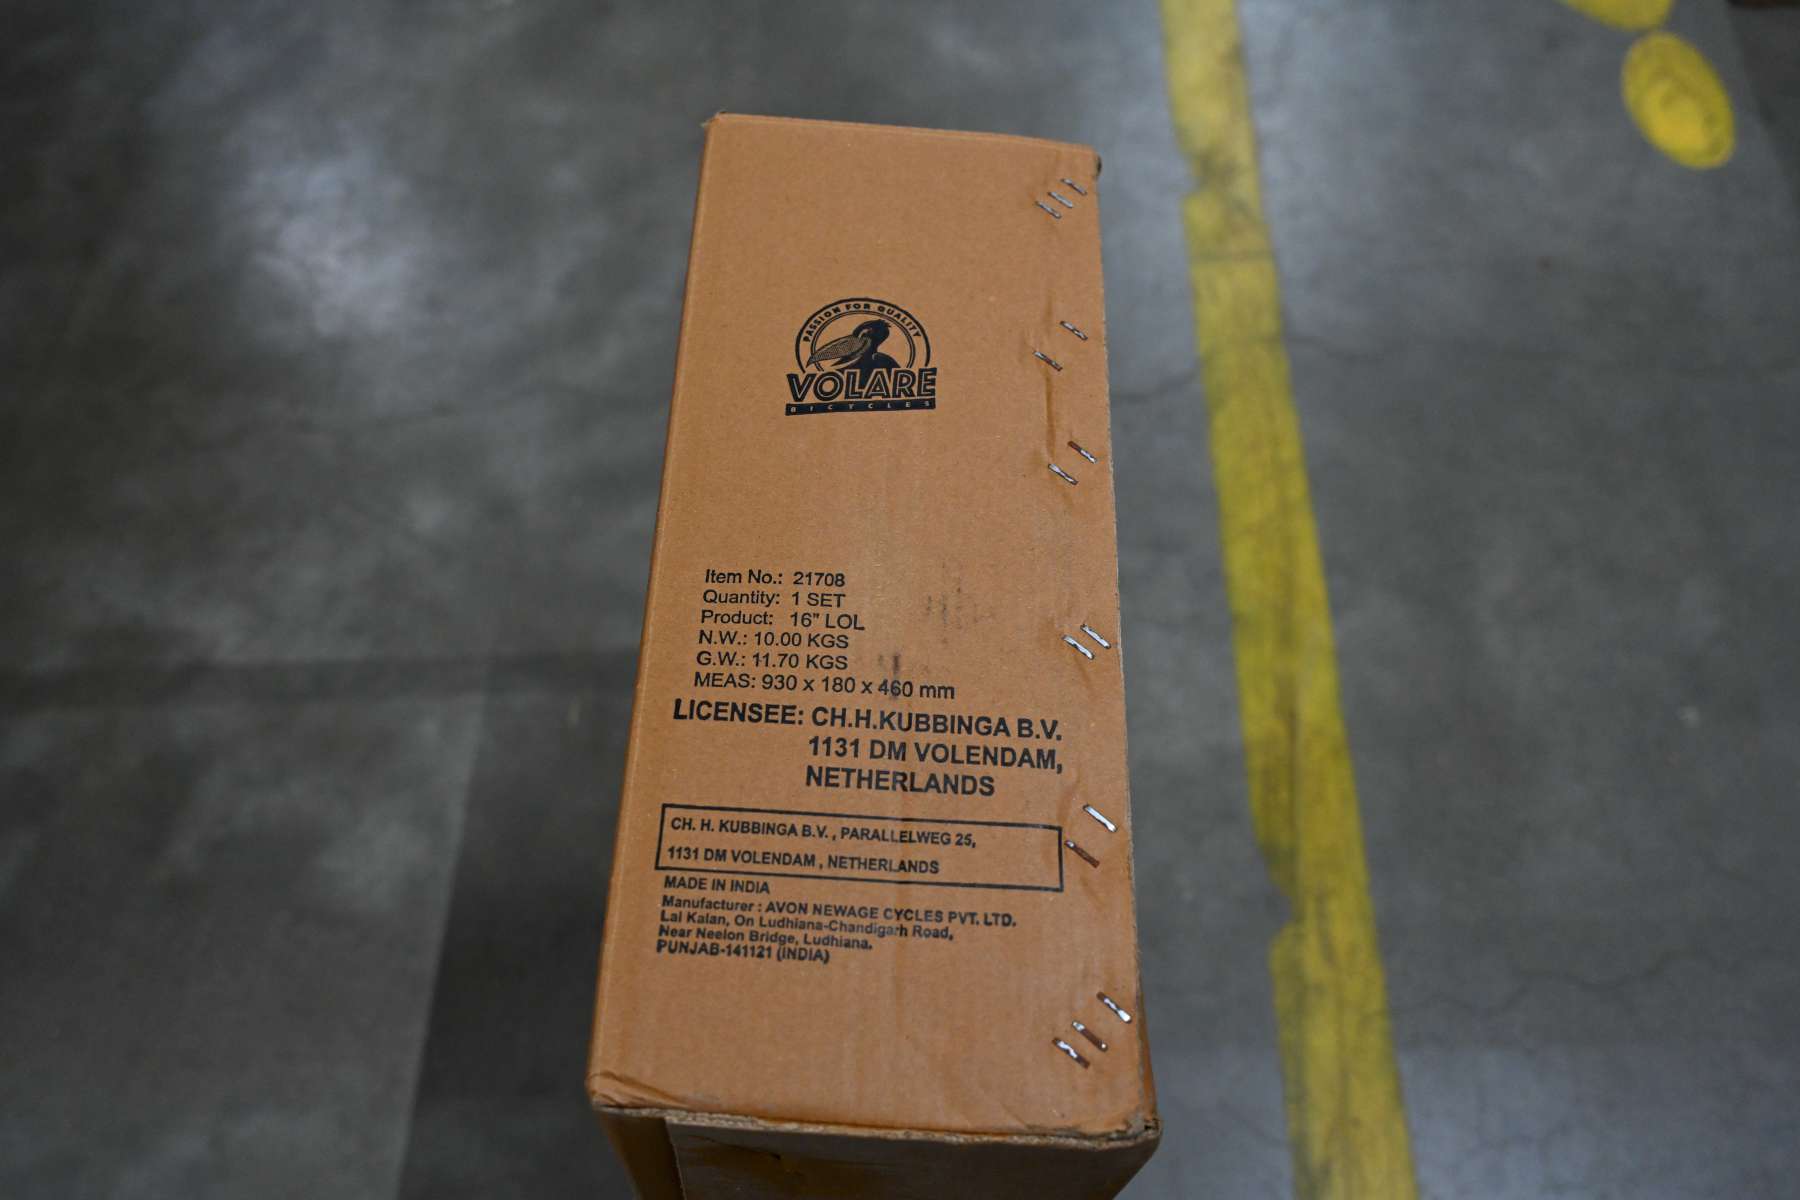 PASSION FOR QUALITY
VOLARE
BICYCLES
Item No.: 21708
Quantity: 1 SET
Product: 16" LOL
N.W.: 10.00 KGS
G.W.: 11.70 KGS
MEAS: 930 x 180 x 460 mm
LICENSEE: CH.H.KUBBINGA B.V.
1131 DM VOLENDAM,
NETHERLANDS
CH. H. KUBBINGA B.V. , PARALLELWEG 25,
1131 DM VOLENDAM , NETHERLANDS
MADE IN INDIA
Manufacturer : AVON NEWAGE CYCLES PVT. LTD.
Lal Kalan, On Ludhiana-Chandigarh Road,
Near Neelon Bridge, Ludhiana,
PUNJAB-141121 (INDIA)